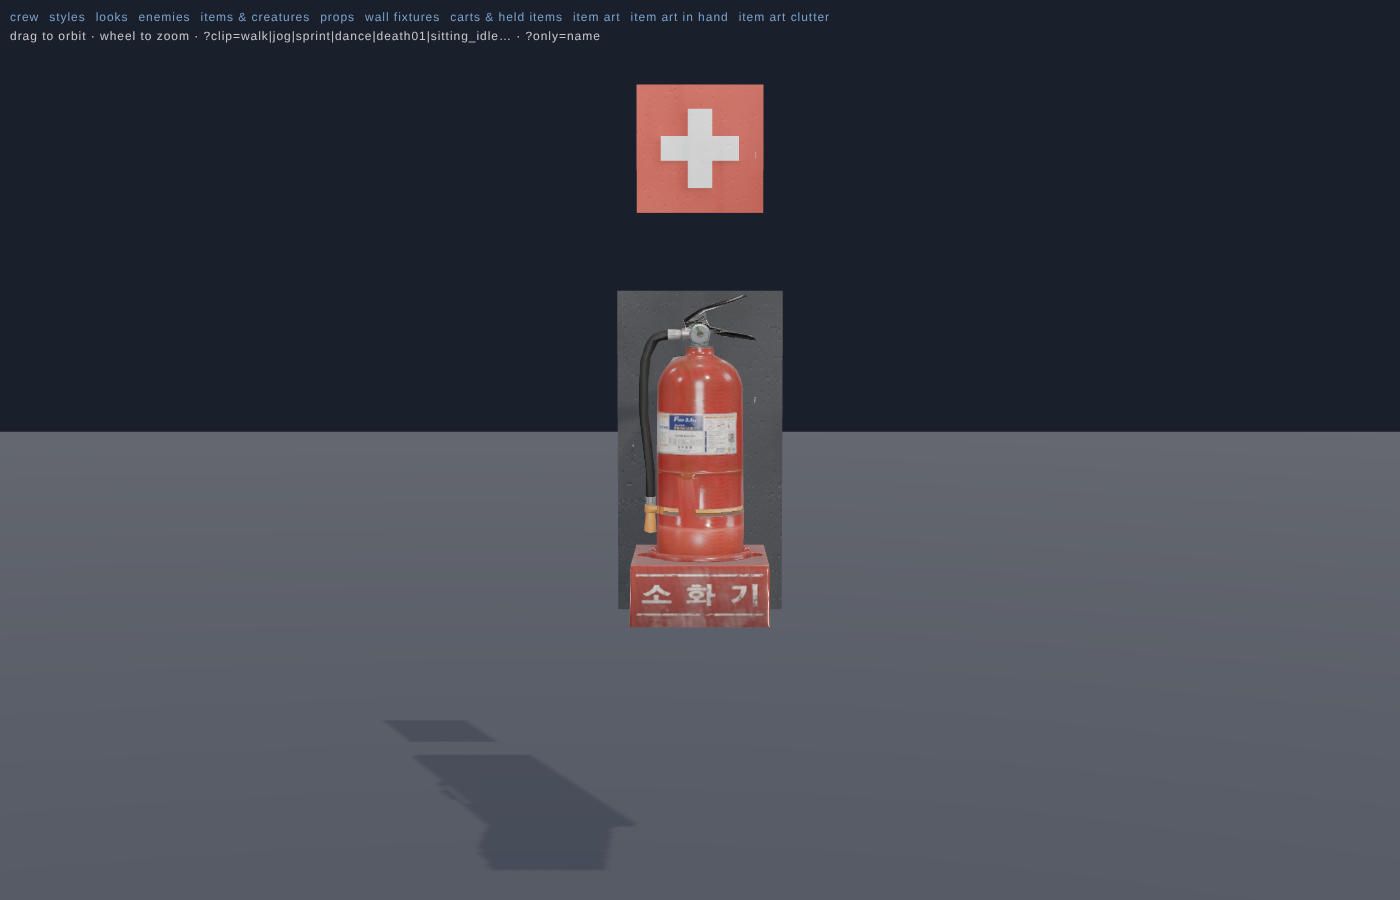 crew styles looks enemies items & creatures props wall fixtures carts & held items item art item art in hand item art clutter
drag to orbit · wheel to zoom · ?clip=walk|jog|sprint|dance|death01|sitting_idle... · ?only=name
소화기